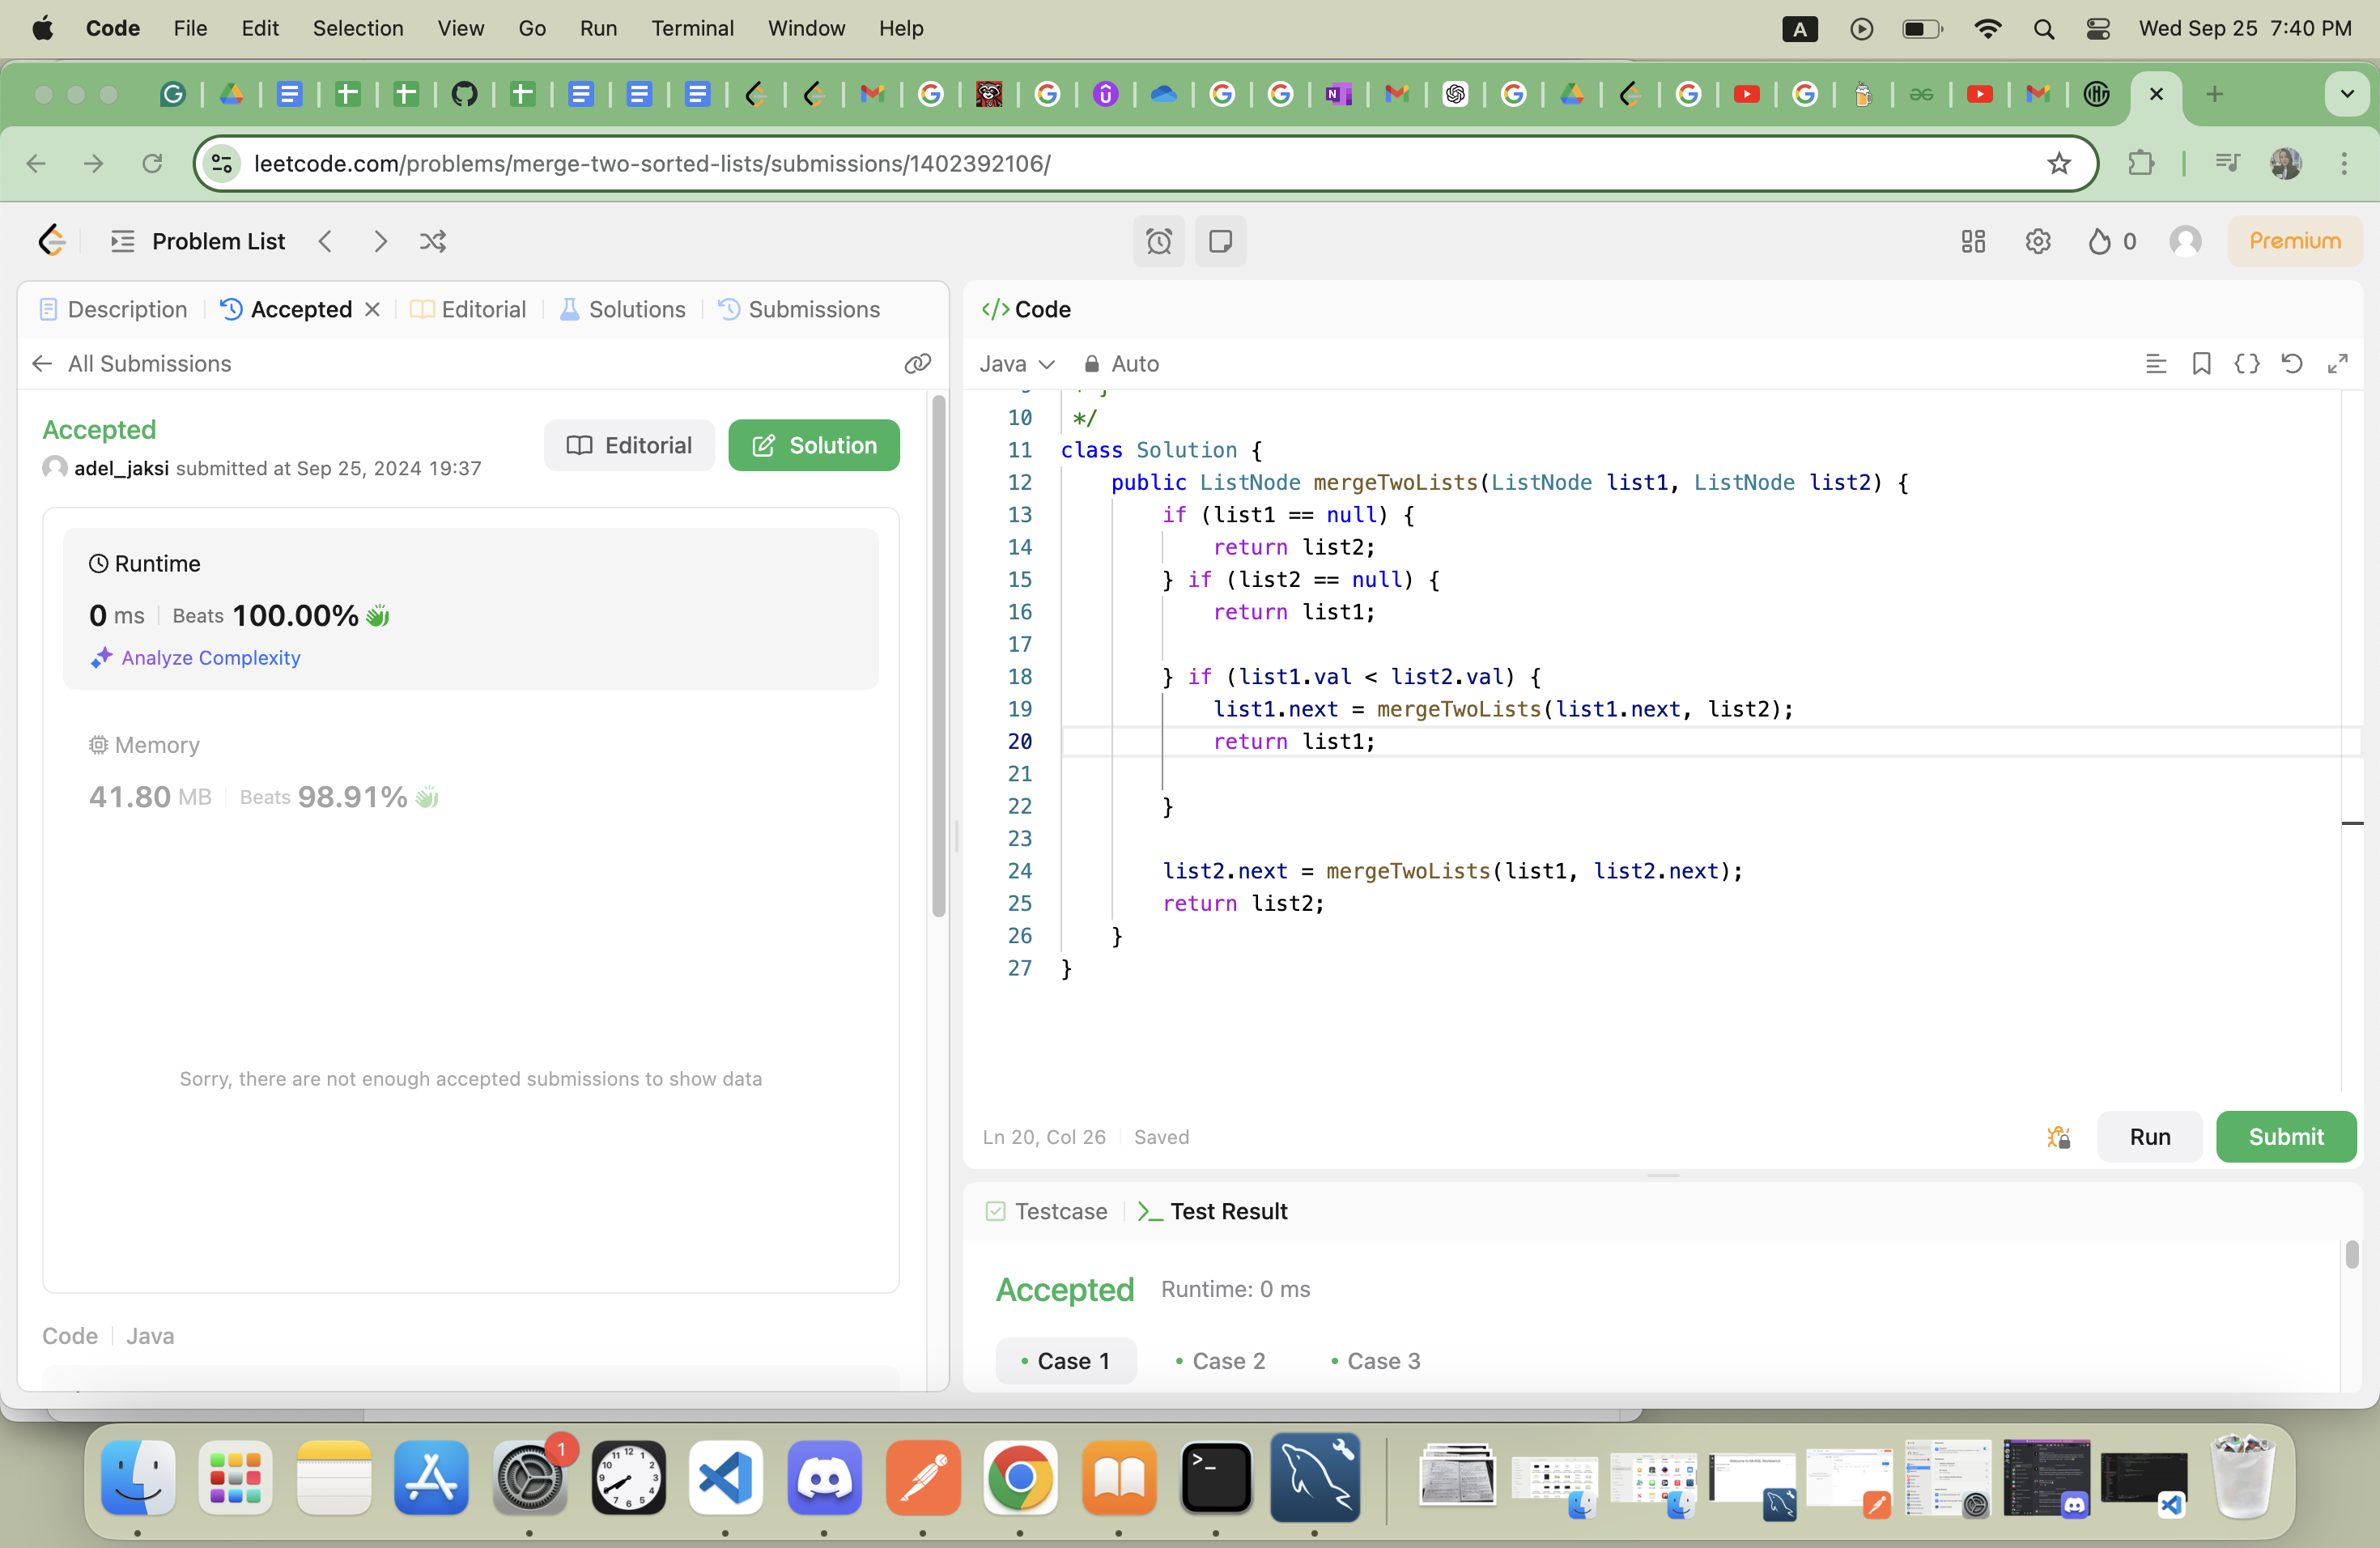 Code File Edit Selection View Go Run Terminal Window Help A Wed Sep 25 7:40 PM
leetcode.com/problems/merge-two-sorted-lists/submissions/1402392106/
Problem List 0 Premium
Description Accepted Editorial Solutions Submissions
All Submissions
Accepted
adel_jaksi submitted at Sep 25, 2024 19:37
Editorial
Solution
Runtime
0 ms Beats 100.00%
Analyze Complexity
Memory
41.80 MB Beats 98.91%
Sorry, there are not enough accepted submissions to show data
Code Java
</> Code
Java Auto
10 */
11 class Solution {
12 public ListNode mergeTwoLists(ListNode list1, ListNode list2) {
13 if (list1 == null) {
14 return list2;
15 } if (list2 == null) {
16 return list1;
17
18 } if (list1.val < list2.val) {
19 list1.next = mergeTwoLists(list1.next, list2);
20 return list1;
21
22 }
23
24 list2.next = mergeTwoLists(list1, list2.next);
25 return list2;
26 }
27 }
Ln 20, Col 26 Saved
Run Submit
Testcase >_ Test Result
Accepted Runtime: 0 ms
Case 1 Case 2 Case 3
1